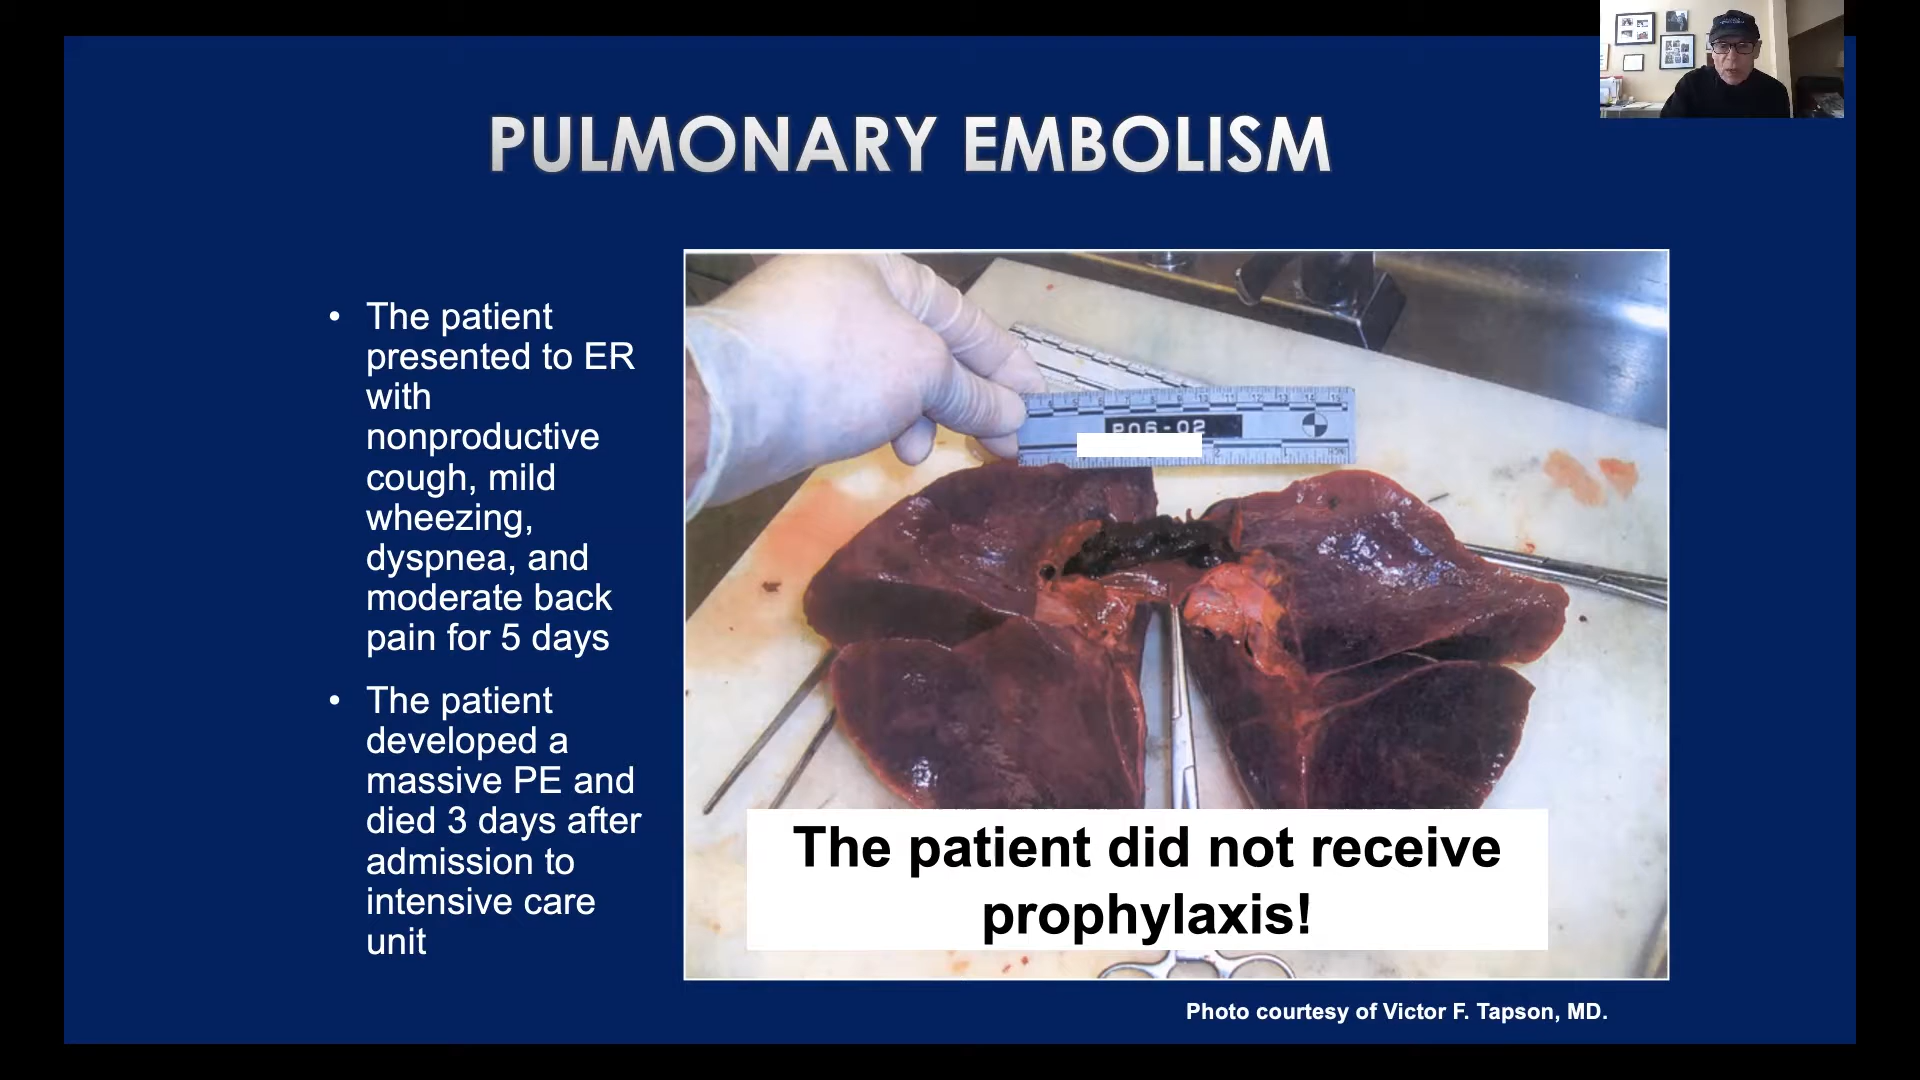 PULMONARY EMBOLISM
• The patient
presented to ER
with
nonproductive
cough, mild
wheezing,
dyspnea, and
moderate back
pain for 5 days
• The patient
developed a
massive PE and
died 3 days after
admission to
intensive care
unit
The patient did not receive
prophylaxis!
Photo courtesy of Victor F. Tapson, MD.